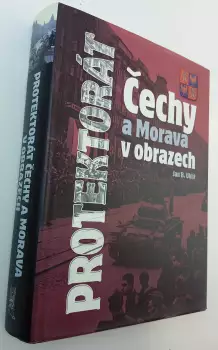 PROTEKTORÁT
Čechy
a Morava
v obrazech
Jan B. Uhlíř
PROTEKTORÁT ČECHY A MORAVA
V OBRAZECH